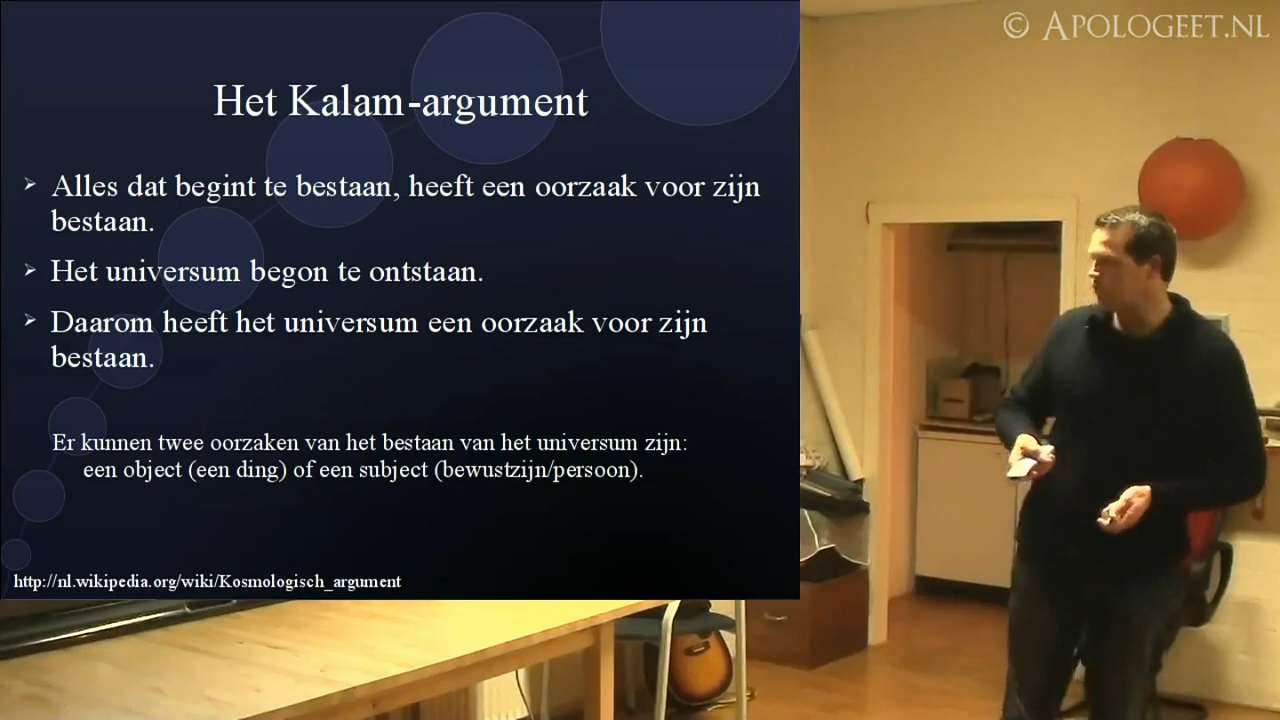 © APOLOGEET.NL
Het Kalam-argument
Alles dat begint te bestaan, heeft een oorzaak voor zijn
bestaan.
Het universum begon te ontstaan.
Daarom heeft het universum een oorzaak voor zijn
bestaan.
Er kunnen twee oorzaken van het bestaan van het universum zijn:
een object (een ding) of een subject (bewustzijn/persoon).
http://nl.wikipedia.org/wiki/Kosmologisch_argument